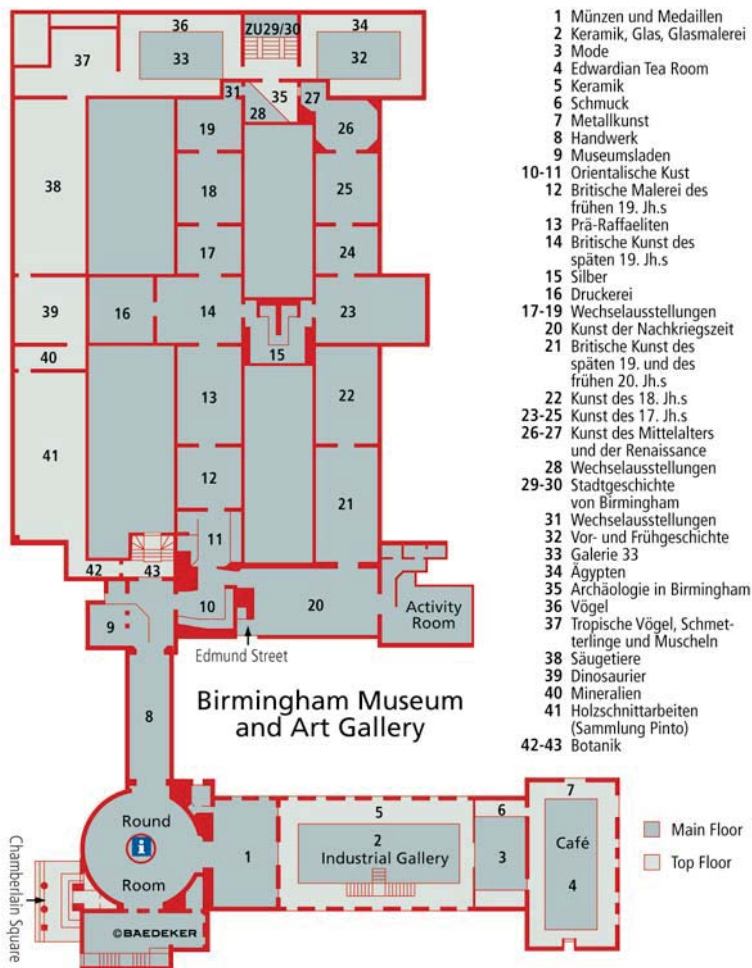 36
ZU29/30
34
37
33
32
31
35
27
28
19
26
38
18
25
17
24
39
16
14
23
40
15
13
22
41
12
21
11
42
43
10
20
Activity
Room
9
Edmund Street
8
Birmingham Museum
and Art Gallery
Round
i
Room
1
5
2
Industrial Gallery
6
3
7
Café
4
Chamberlain Square
©BAEDEKER
1 Münzen und Medaillen
2 Keramik, Glas, Glasmalerei
3 Mode
4 Edwardian Tea Room
5 Keramik
6 Schmuck
7 Metallkunst
8 Handwerk
9 Museumsladen
10-11 Orientalische Kust
12 Britische Malerei des
frühen 19. Jh.s
13 Prä-Raffaeliten
14 Britische Kunst des
späten 19. Jh.s
15 Silber
16 Druckerei
17-19 Wechselausstellungen
20 Kunst der Nachkriegszeit
21 Britische Kunst des
späten 19. und des
frühen 20. Jh.s
22 Kunst des 18. Jh.s
23-25 Kunst des 17. Jh.s
26-27 Kunst des Mittelalters
und der Renaissance
28 Wechselausstellungen
29-30 Stadtgeschichte
von Birmingham
31 Wechselausstellungen
32 Vor- und Frühgeschichte
33 Galerie 33
34 Ägypten
35 Archäologie in Birmingham
36 Vögel
37 Tropische Vögel, Schmet-
terlinge und Muscheln
38 Säugetiere
39 Dinosaurier
40 Mineralien
41 Holzschnittarbeiten
(Sammlung Pinto)
42-43 Botanik
Main Floor
Top Floor